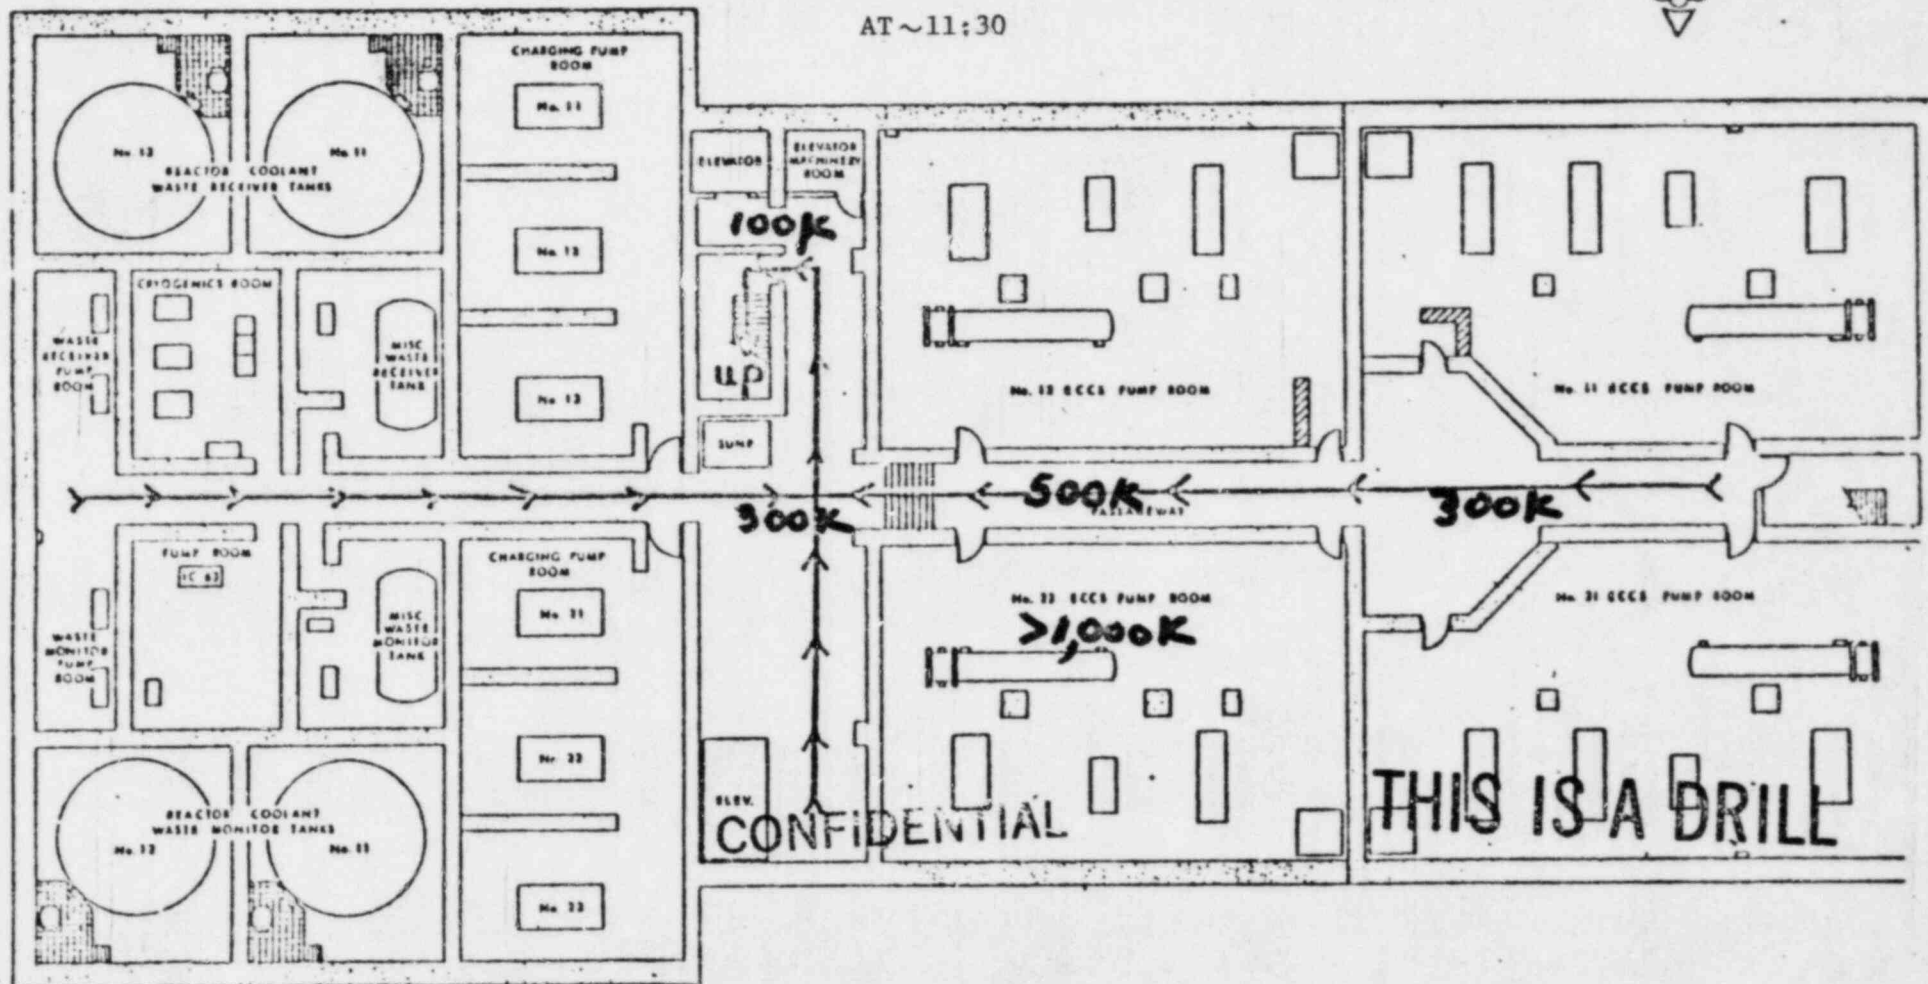 AT ~11:30
CHARGING PUMP
ROOM
No. 11
No. 12
No. 11
REACTOR COOLANT
WASTE RECEIVER TANKS
ELEVATOR
ELEVATOR
MACHINERY
ROOM
100K
No. 12
CRYOGENICS ROOM
WASTE
RECEIVER
PUMP
ROOM
MISC
WASTE
RECEIVER
TANK
UP
No. 13
No. 12 ECCS PUMP ROOM
No. 11 ECCS PUMP ROOM
SUMP
300K
500K
PASSAGEWAY
300K
PUMP ROOM
1C 63
CHARGING PUMP
ROOM
No. 21
WASTE
MONITOR
PUMP
ROOM
MISC
WASTE
MONITOR
TANK
No. 22 ECCS PUMP ROOM
>1,000K
No. 21 ECCS PUMP ROOM
No. 22
REACTOR COOLANT
WASTE MONITOR TANKS
No. 12
No. 11
ELEV.
CONFIDENTIAL
THIS IS A DRILL
No. 23